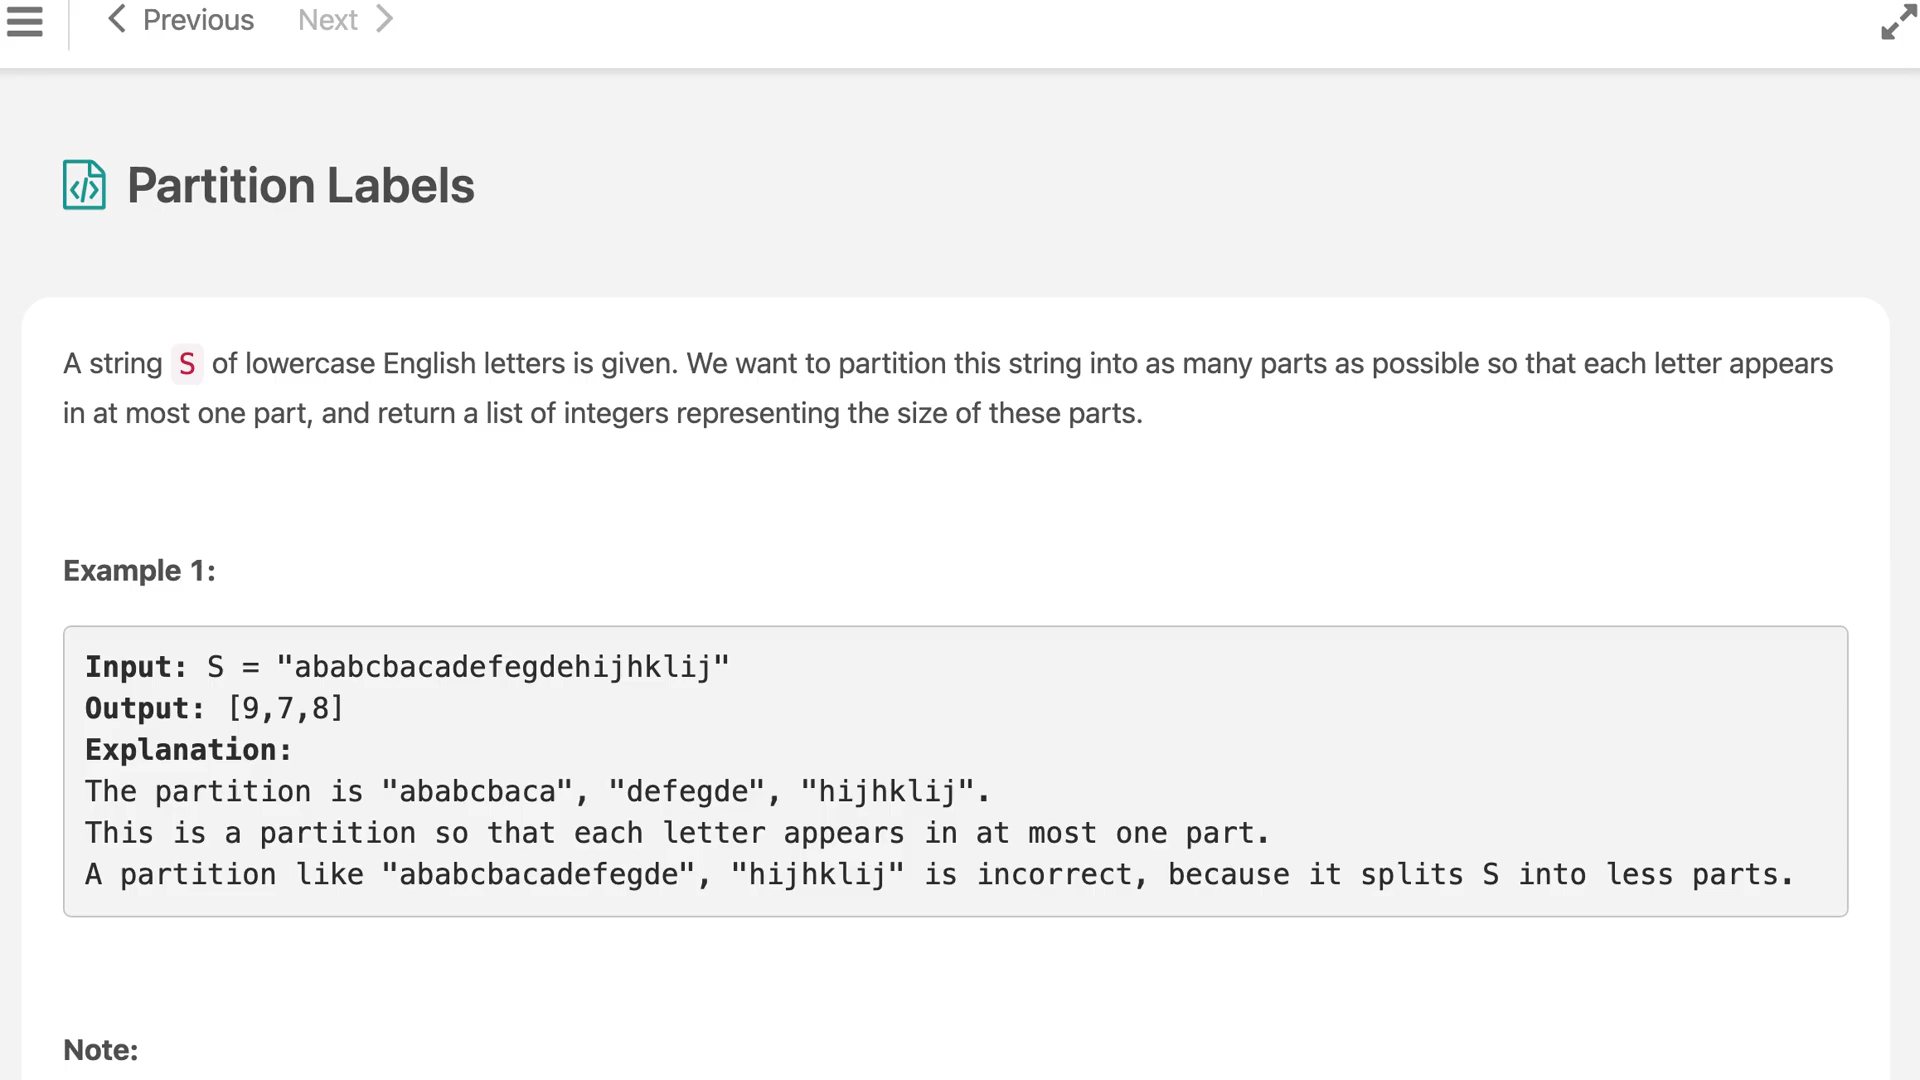 Previous Next
Partition Labels
A string S of lowercase English letters is given. We want to partition this string into as many parts as possible so that each letter appears
in at most one part, and return a list of integers representing the size of these parts.
Example 1:
Input: S = "ababcbacadefegdehijhklij"
Output: [9,7,8]
Explanation:
The partition is "ababcbaca", "defegde", "hijhklij".
This is a partition so that each letter appears in at most one part.
A partition like "ababcbacadefegde", "hijhklij" is incorrect, because it splits S into less parts.
Note: